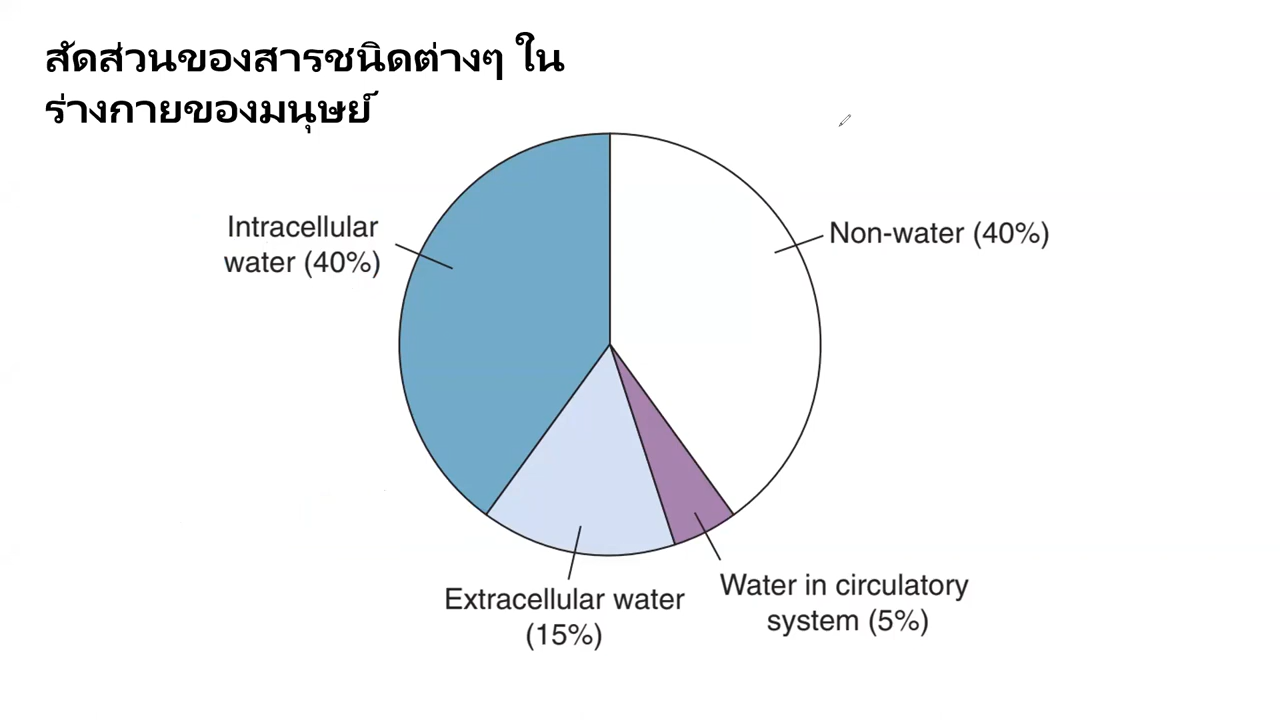 สัดส่วนของสารชนิดต่างๆ ใน
ร่างกายของมนุษย์
Intracellular
water (40%)
Non-water (40%)
Extracellular water
(15%)
Water in circulatory
system (5%)